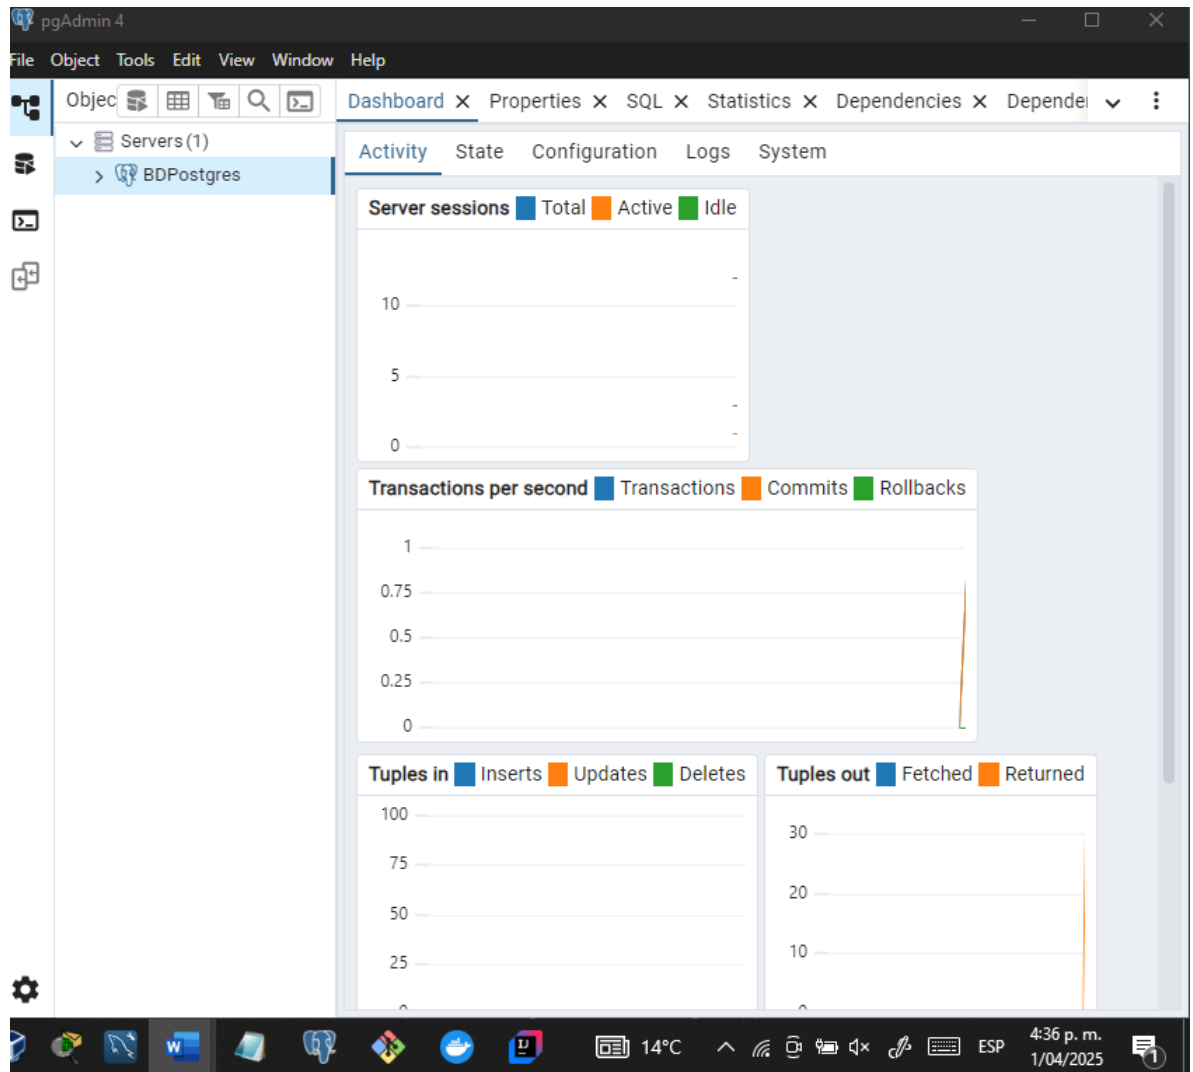 pgAdmin 4
File Object Tools Edit View Window Help
Objec
Dashboard Properties SQL Statistics Dependencies Depende
Servers (1)
BDPostgres
Activity State Configuration Logs System
Server sessions Total Active Idle
10
5
0
Transactions per second Transactions Commits Rollbacks
1
0.75
0.5
0.25
0
Tuples in Inserts Updates Deletes
100
75
50
25
Tuples out Fetched Returned
30
20
10
14°C
ESP
4:36 p. m.
1/04/2025
1